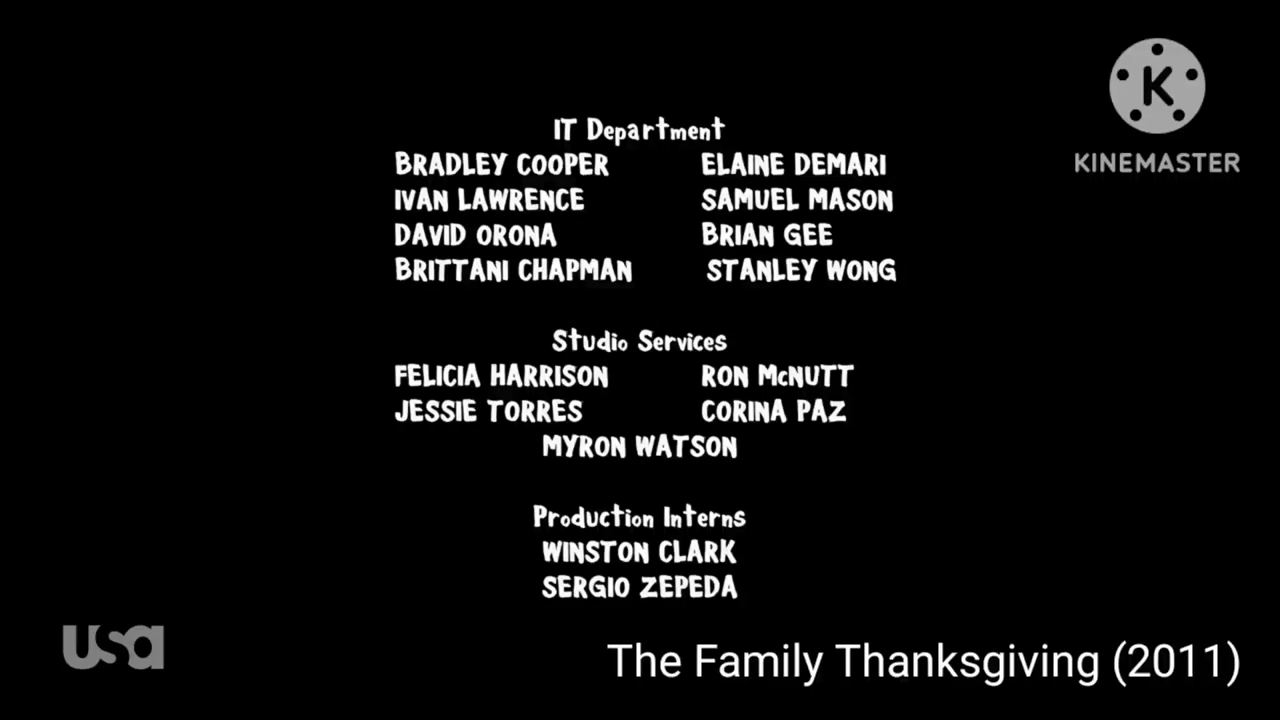 K
KINEMASTER
IT Department
BRADLEY COOPER ELAINE DEMARI
IVAN LAWRENCE SAMUEL MASON
DAVID ORONA BRIAN GEE
BRITTANI CHAPMAN STANLEY WONG
Studio Services
FELICIA HARRISON RON McNUTT
JESSIE TORRES CORINA PAZ
MYRON WATSON
Production Interns
WINSTON CLARK
SERGIO ZEPEDA
usa
The Family Thanksgiving (2011)